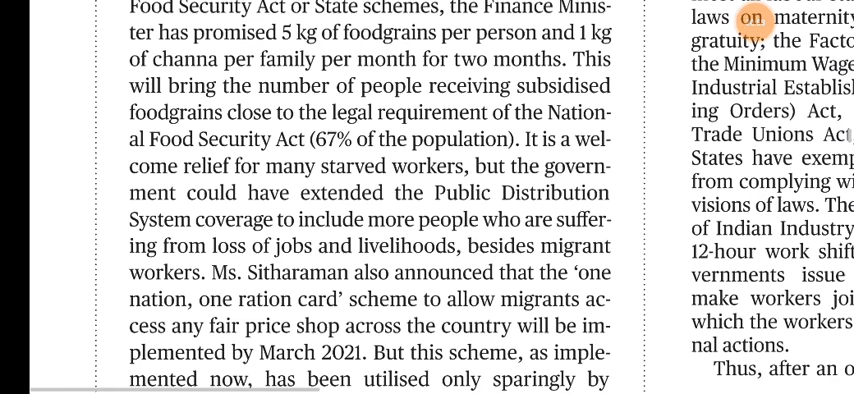 Food Security Act or State schemes, the Finance Minis-
ter has promised 5 kg of foodgrains per person and 1 kg
of channa per family per month for two months. This
will bring the number of people receiving subsidised
foodgrains close to the legal requirement of the Nation-
al Food Security Act (67% of the population). It is a wel-
come relief for many starved workers, but the govern-
ment could have extended the Public Distribution
System coverage to include more people who are suffer-
ing from loss of jobs and livelihoods, besides migrant
workers. Ms. Sitharaman also announced that the ‘one
nation, one ration card’ scheme to allow migrants ac-
cess any fair price shop across the country will be im-
plemented by March 2021. But this scheme, as imple-
mented now, has been utilised only sparingly by
laws on maternity
gratuity; the Facto
the Minimum Wage
Industrial Establish
ing Orders) Act,
Trade Unions Act
States have exemp
from complying wi
visions of laws. The
of Indian Industry
12-hour work shift
vernments issue
make workers joi
which the workers
nal actions.
Thus, after an o